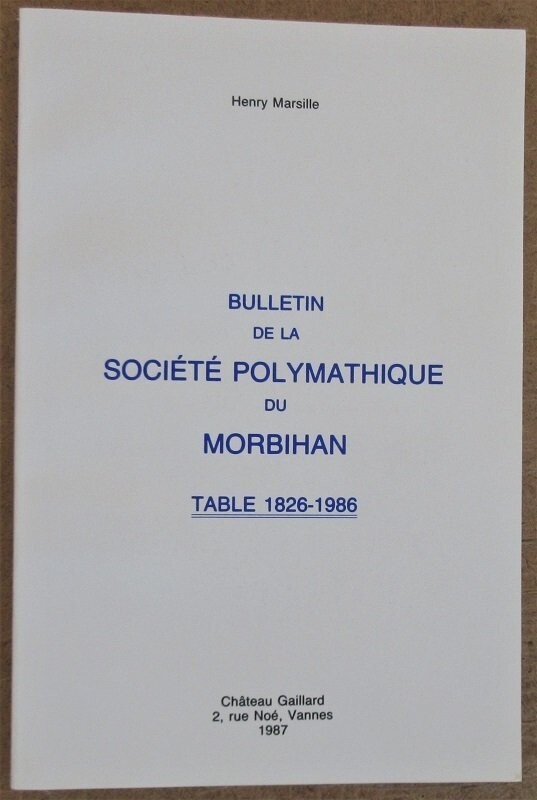 Henry Marsille
BULLETIN
DE LA
SOCIÉTÉ POLYMATHIQUE
DU
MORBIHAN
TABLE 1826-1986
Château Gaillard
2, rue Noé, Vannes
1987